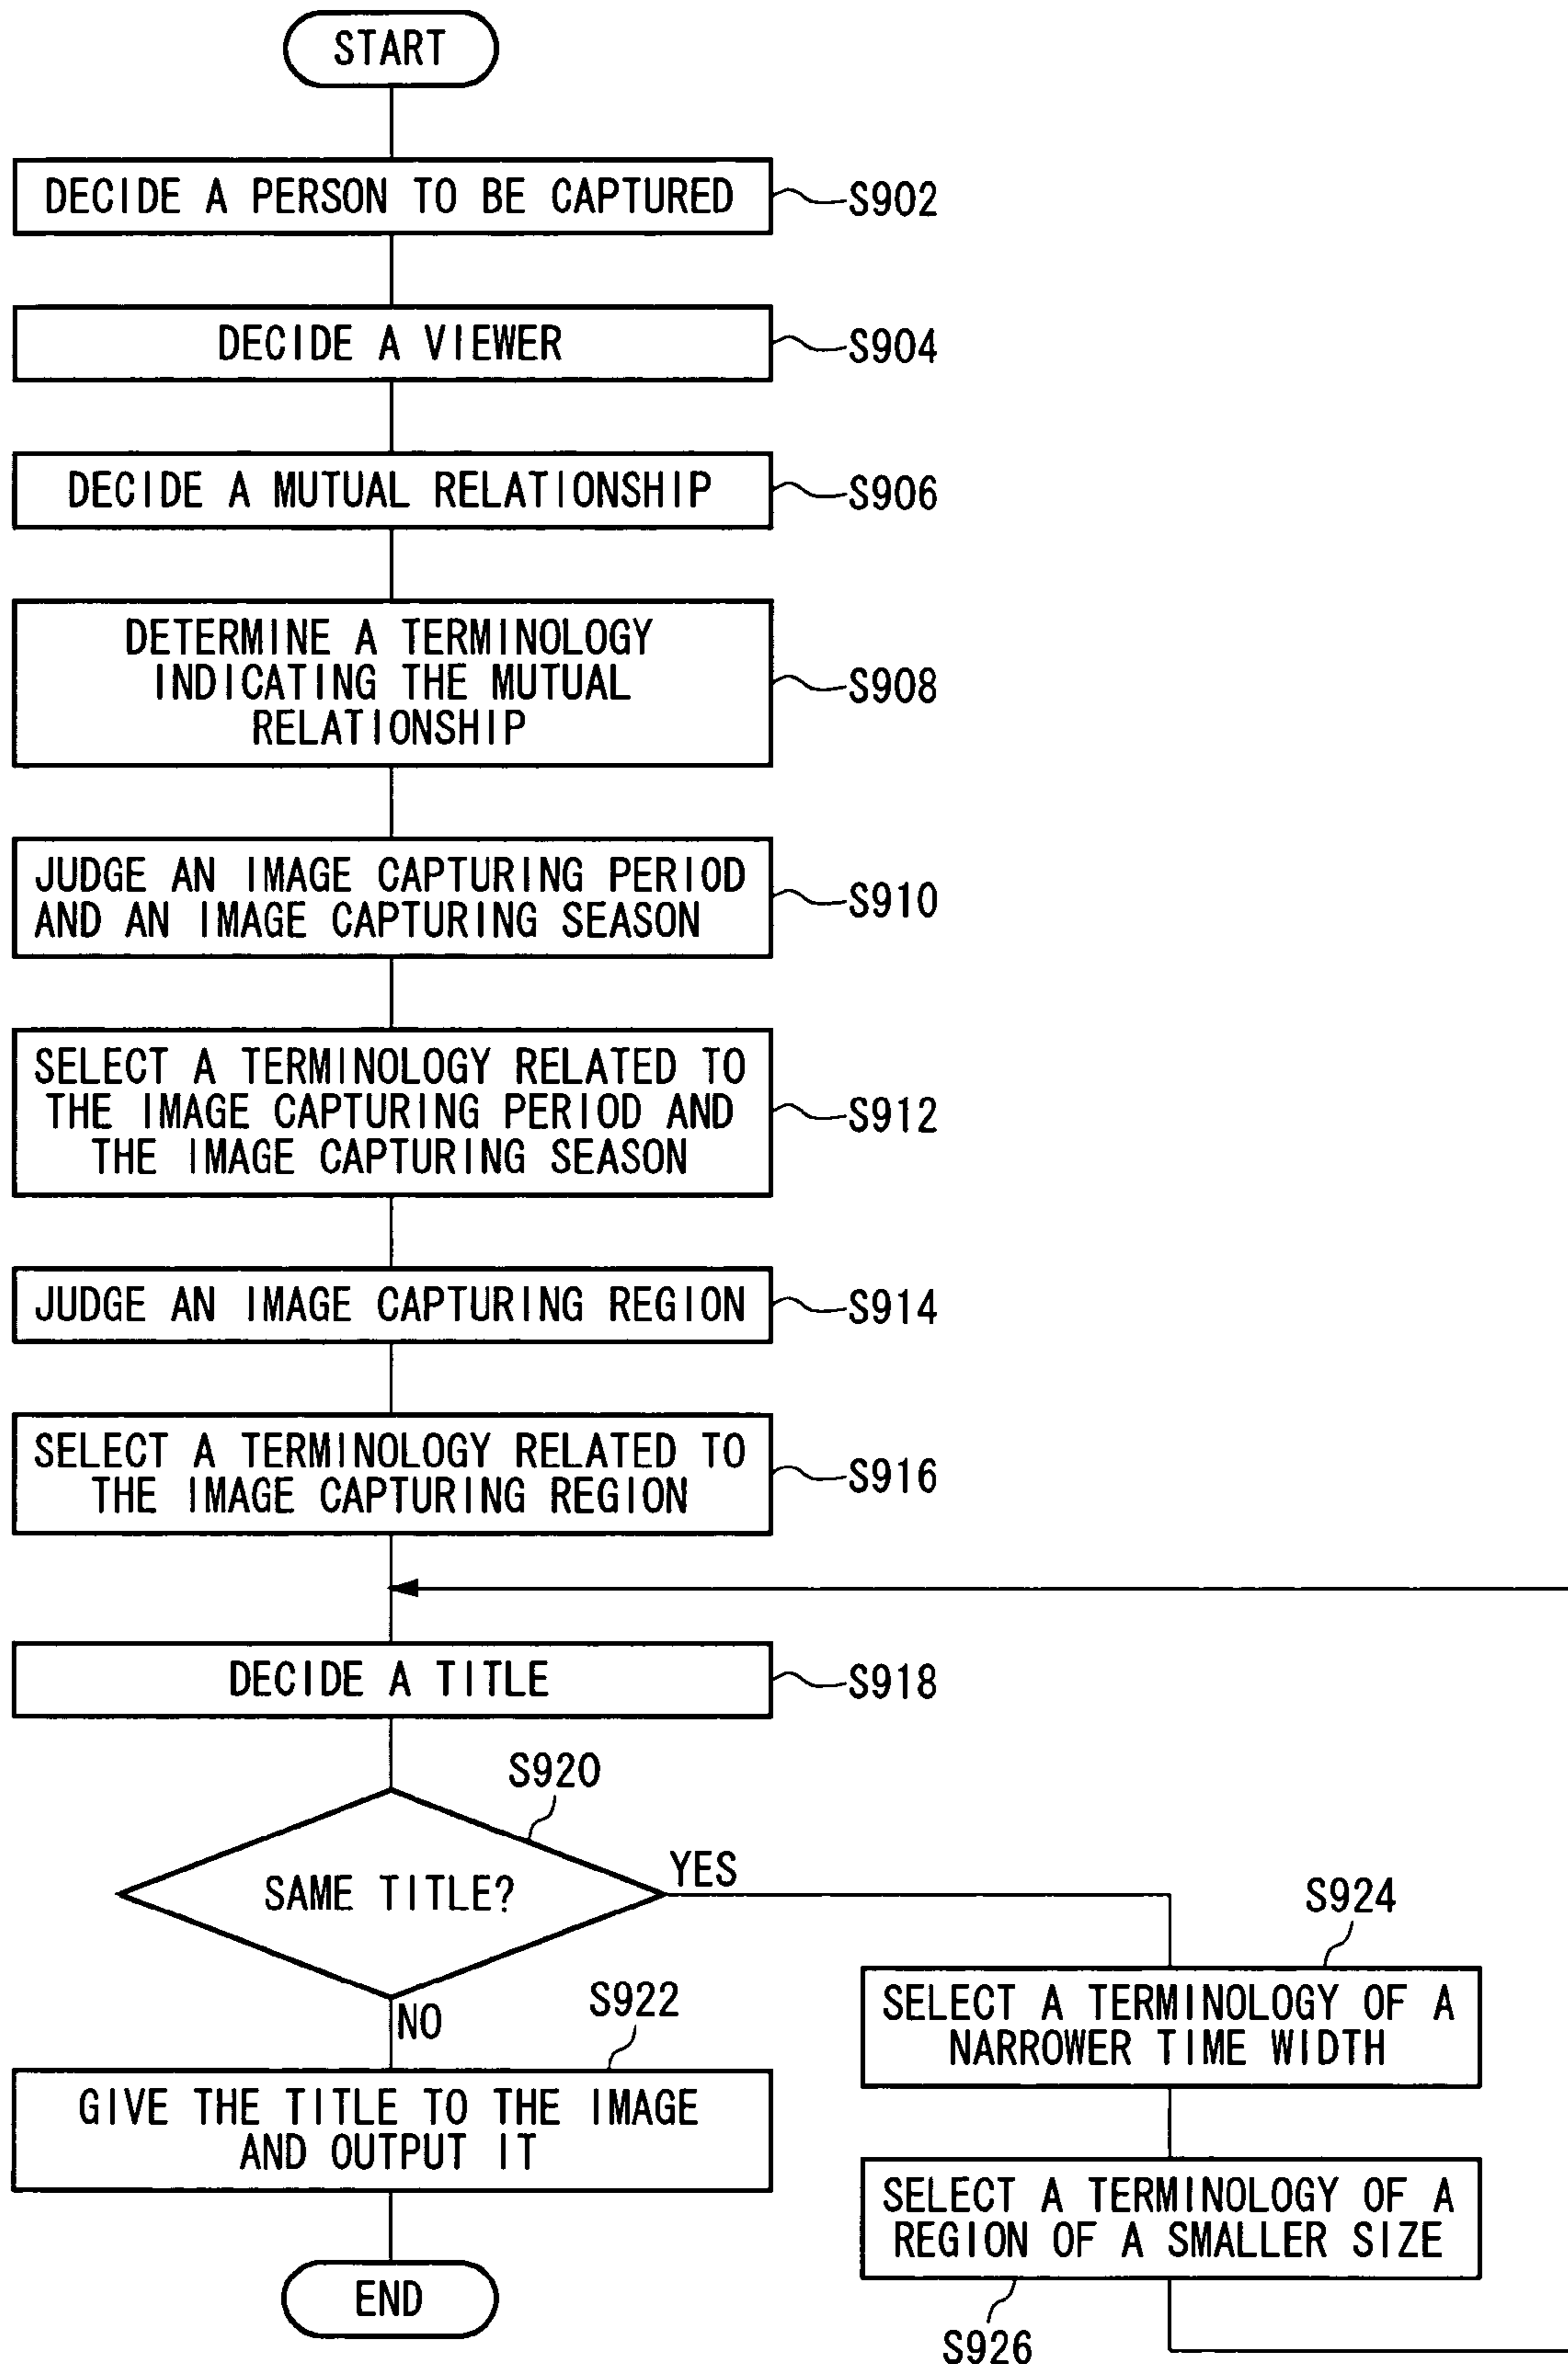 START
DECIDE A PERSON TO BE CAPTURED
S902
DECIDE A VIEWER
S904
DECIDE A MUTUAL RELATIONSHIP
S906
DETERMINE A TERMINOLOGY
INDICATING THE MUTUAL
RELATIONSHIP
S908
JUDGE AN IMAGE CAPTURING PERIOD
AND AN IMAGE CAPTURING SEASON
S910
SELECT A TERMINOLOGY RELATED TO
THE IMAGE CAPTURING PERIOD AND
THE IMAGE CAPTURING SEASON
S912
JUDGE AN IMAGE CAPTURING REGION
S914
SELECT A TERMINOLOGY RELATED TO
THE IMAGE CAPTURING REGION
S916
DECIDE A TITLE
S918
S920
SAME TITLE?
YES
NO
S922
GIVE THE TITLE TO THE IMAGE
AND OUTPUT IT
END
S924
SELECT A TERMINOLOGY OF A
NARROWER TIME WIDTH
SELECT A TERMINOLOGY OF A
REGION OF A SMALLER SIZE
S926